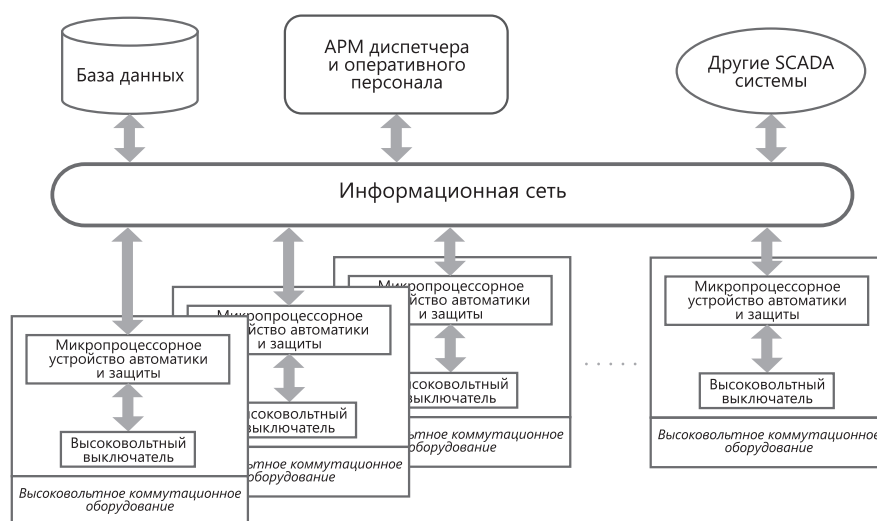 База данных
АРМ диспетчера
и оперативного
персонала
Другие SCADA
системы
Информационная сеть
Микропроцессорное
устройство автоматики
и защиты
Высоковольтный
выключатель
Высоковольтное коммутационное
оборудование
Микропроцессорное
автоматики
и защиты
выключатель
коммутационное
Микропроцессорное
автоматики
и защиты
выключатель
коммутационное
оборудование
. . . . . .
Микропроцессорное
устройство автоматики
и защиты
Высоковольтный
выключатель
Высоковольтное коммутационное
оборудование